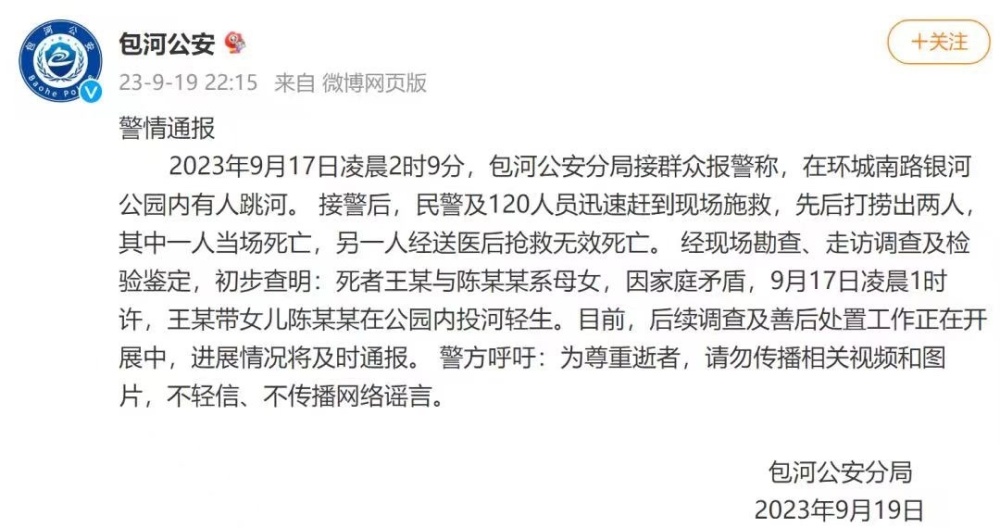 包河公安
+关注
23-9-19 22:15 来自 微博网页版
包河公安
Baohe Po
警情通报
2023年9月17日凌晨2时9分，包河公安分局接群众报警称，在环城南路银河
公园内有人跳河。 接警后，民警及120人员迅速赶到现场施救，先后打捞出两人，
其中一人当场死亡，另一人经送医后抢救无效死亡。 经现场勘查、走访调查及检
验鉴定，初步查明：死者王某与陈某某系母女，因家庭矛盾，9月17日凌晨1时
许，王某带女儿陈某某在公园内投河轻生。目前，后续调查及善后处置工作正在开
展中，进展情况将及时通报。 警方呼吁：为尊重逝者，请勿传播相关视频和图
片，不轻信、不传播网络谣言。
包河公安分局
2023年9月19日